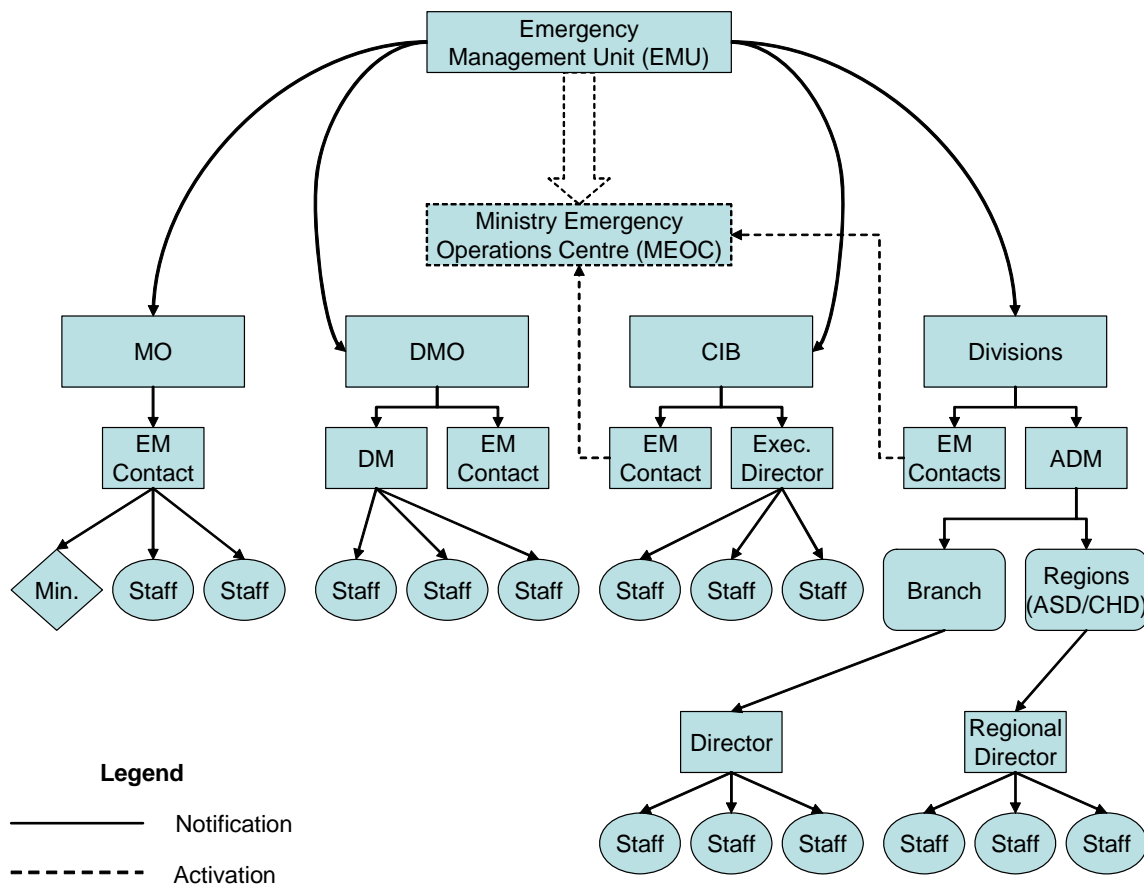 Emergency
Management Unit (EMU)
Ministry Emergency
Operations Centre (MEOC)
MO
DMO
CIB
Divisions
EM
Contact
DM
EM
Contact
EM
Contact
Exec.
Director
EM
Contacts
ADM
Min.
Staff
Staff
Staff
Staff
Staff
Staff
Staff
Staff
Branch
Regions
(ASD/CHD)
Director
Regional
Director
Staff
Staff
Staff
Staff
Staff
Staff
Legend
Notification
Activation